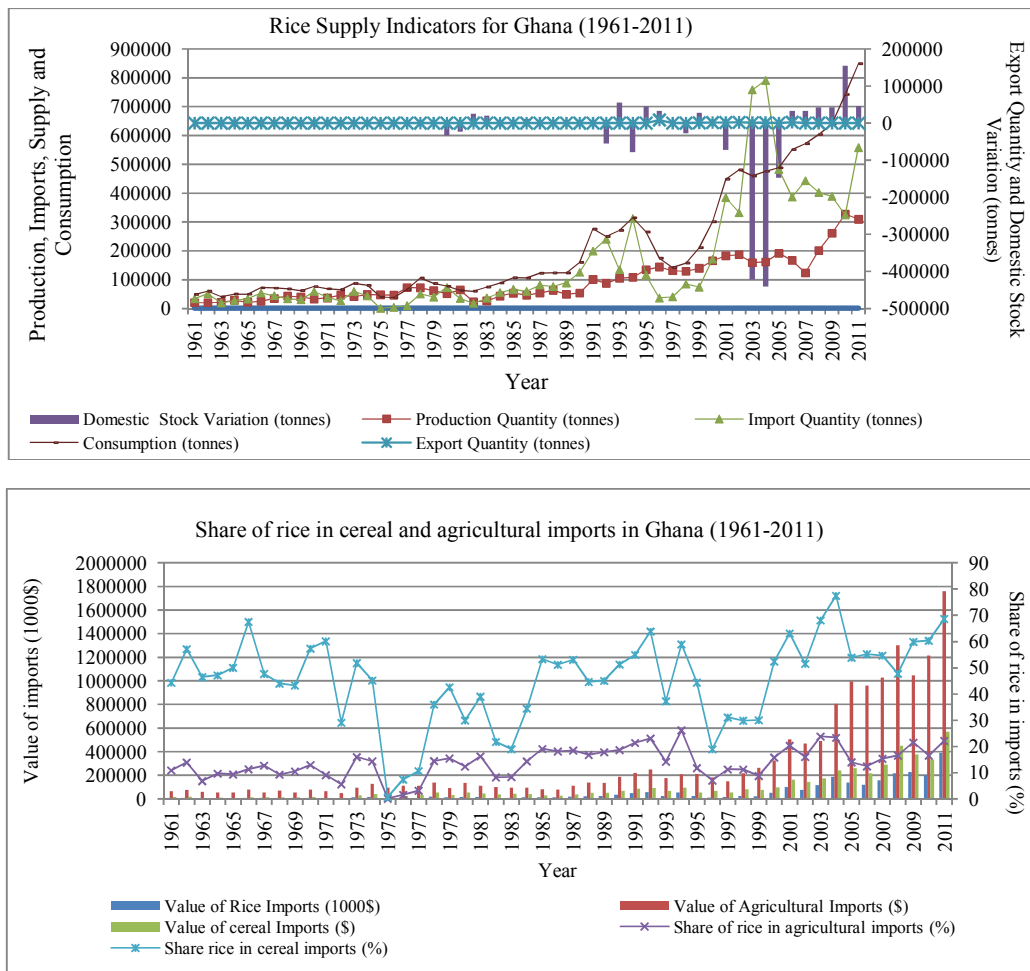 Rice Supply Indicators for Ghana (1961-2011)
Production, Imports, Supply and
Consumption
900000
800000
700000
600000
500000
400000
300000
200000
100000
0
200000
100000
0
-100000
-200000
-300000
-400000
-500000
Export Quantity and Domestic Stock
Variation (tonnes)
1961 1963 1965 1967 1969 1971 1973 1975 1977 1979 1981 1983 1985 1987 1989 1991 1993 1995 1997 1999 2001 2003 2005 2007 2009 2011
Year
Domestic Stock Variation (tonnes) Production Quantity (tonnes) Import Quantity (tonnes)
Consumption (tonnes) Export Quantity (tonnes)
Share of rice in cereal and agricultural imports in Ghana (1961-2011)
Value of imports (1000$)
2000000
1800000
1600000
1400000
1200000
1000000
800000
600000
400000
200000
0
90
80
70
60
50
40
30
20
10
0
Share of rice in imports
(%)
1961 1963 1965 1967 1969 1971 1973 1975 1977 1979 1981 1983 1985 1987 1989 1991 1993 1995 1997 1999 2001 2003 2005 2007 2009 2011
Year
Value of Rice Imports (1000$) Value of Agricultural Imports ($)
Value of cereal Imports ($) Share of rice in agricultural imports (%)
Share rice in cereal imports (%)